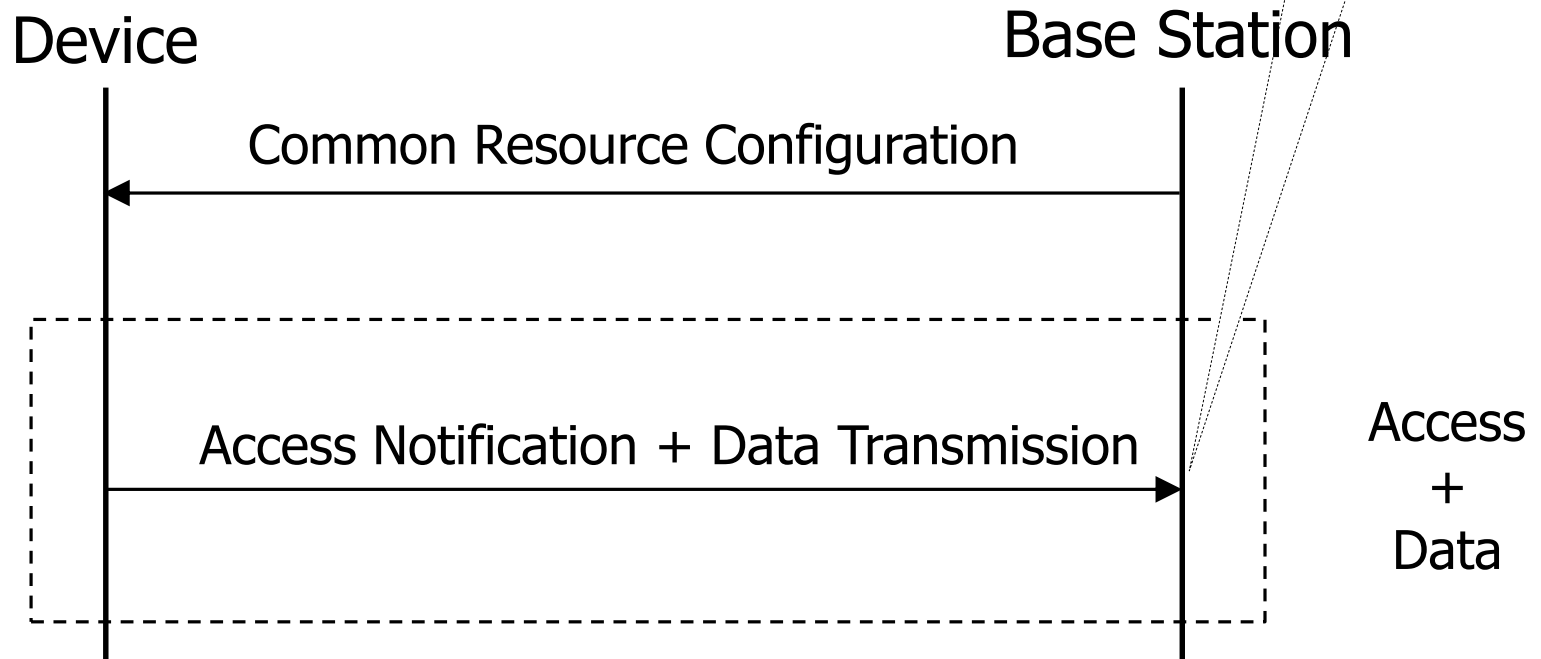 Device
Base Station
Common Resource Configuration
Access Notification + Data Transmission
Access
+
Data